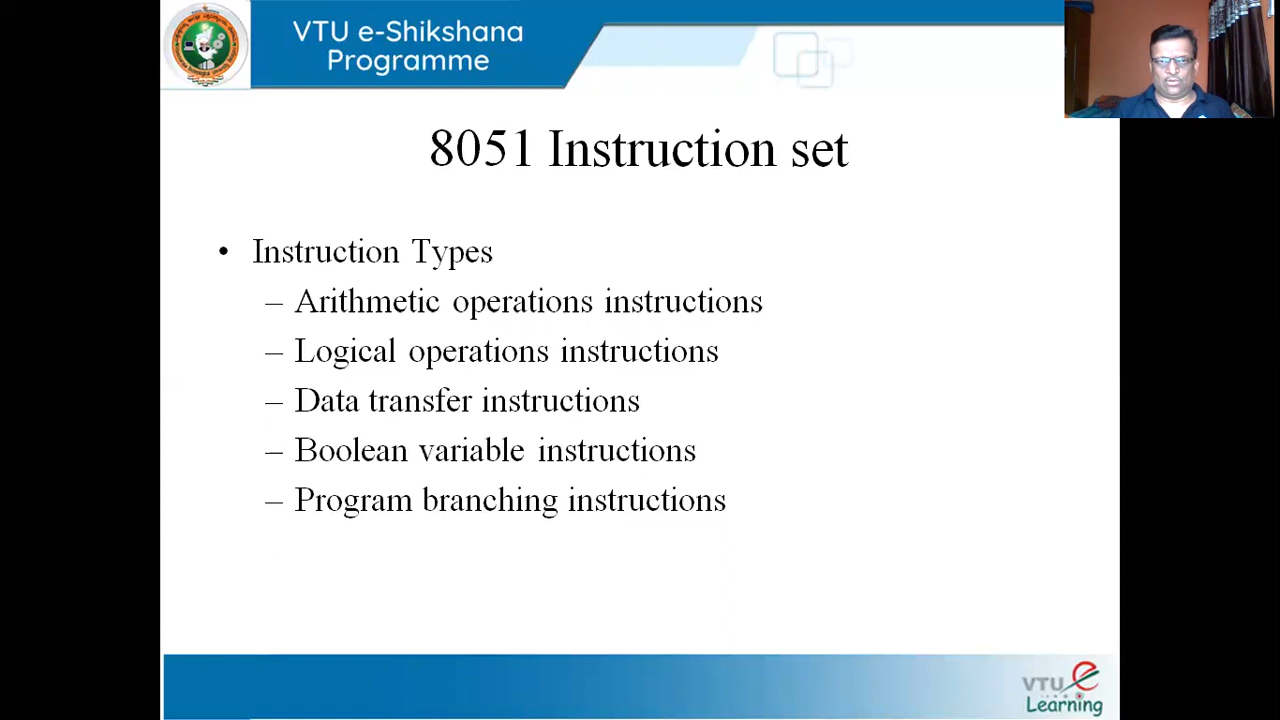 VTU e-Shikshana
Programme
8051 Instruction set
• Instruction Types
– Arithmetic operations instructions
– Logical operations instructions
– Data transfer instructions
– Boolean variable instructions
– Program branching instructions
VTU e
Learning